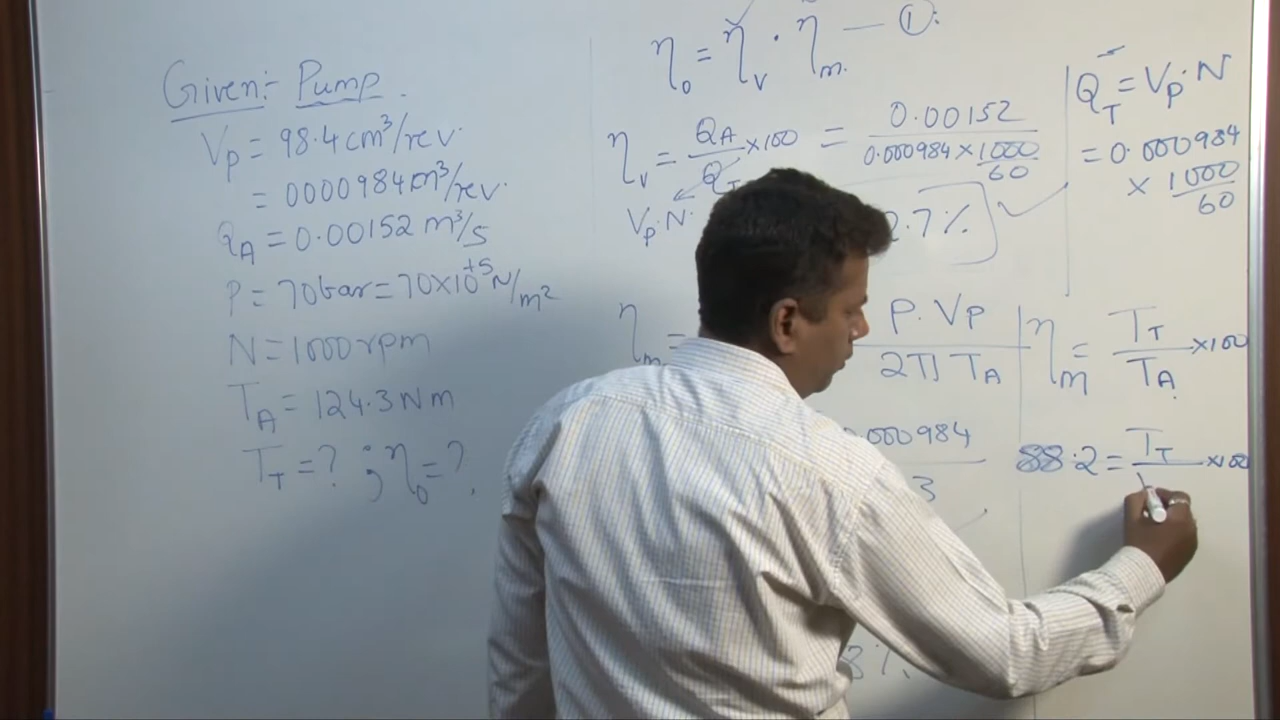 Given:- Pump.
Vp = 98.4 cm³/rev.
= 0000984 m³/rev.
QA = 0.00152 m³/s
P = 70bar = 70×10⁺⁵ N/m²
N = 1000 rpm
TA = 124.3 Nm
TT = ? ; η₀ = ?
η₀ = ηv · ηm — ①:
ηv = QA/QT ×100 = 0.00152 / 0.000984 × 1000/60
Vp·N·
2.7%
ηm =
P. Vp / 2π TA
000984 / 3
8%.
QT = Vp·N
= 0.000984 × 1000/60
ηm = TT/TA ×100
88.2 = TT ×100